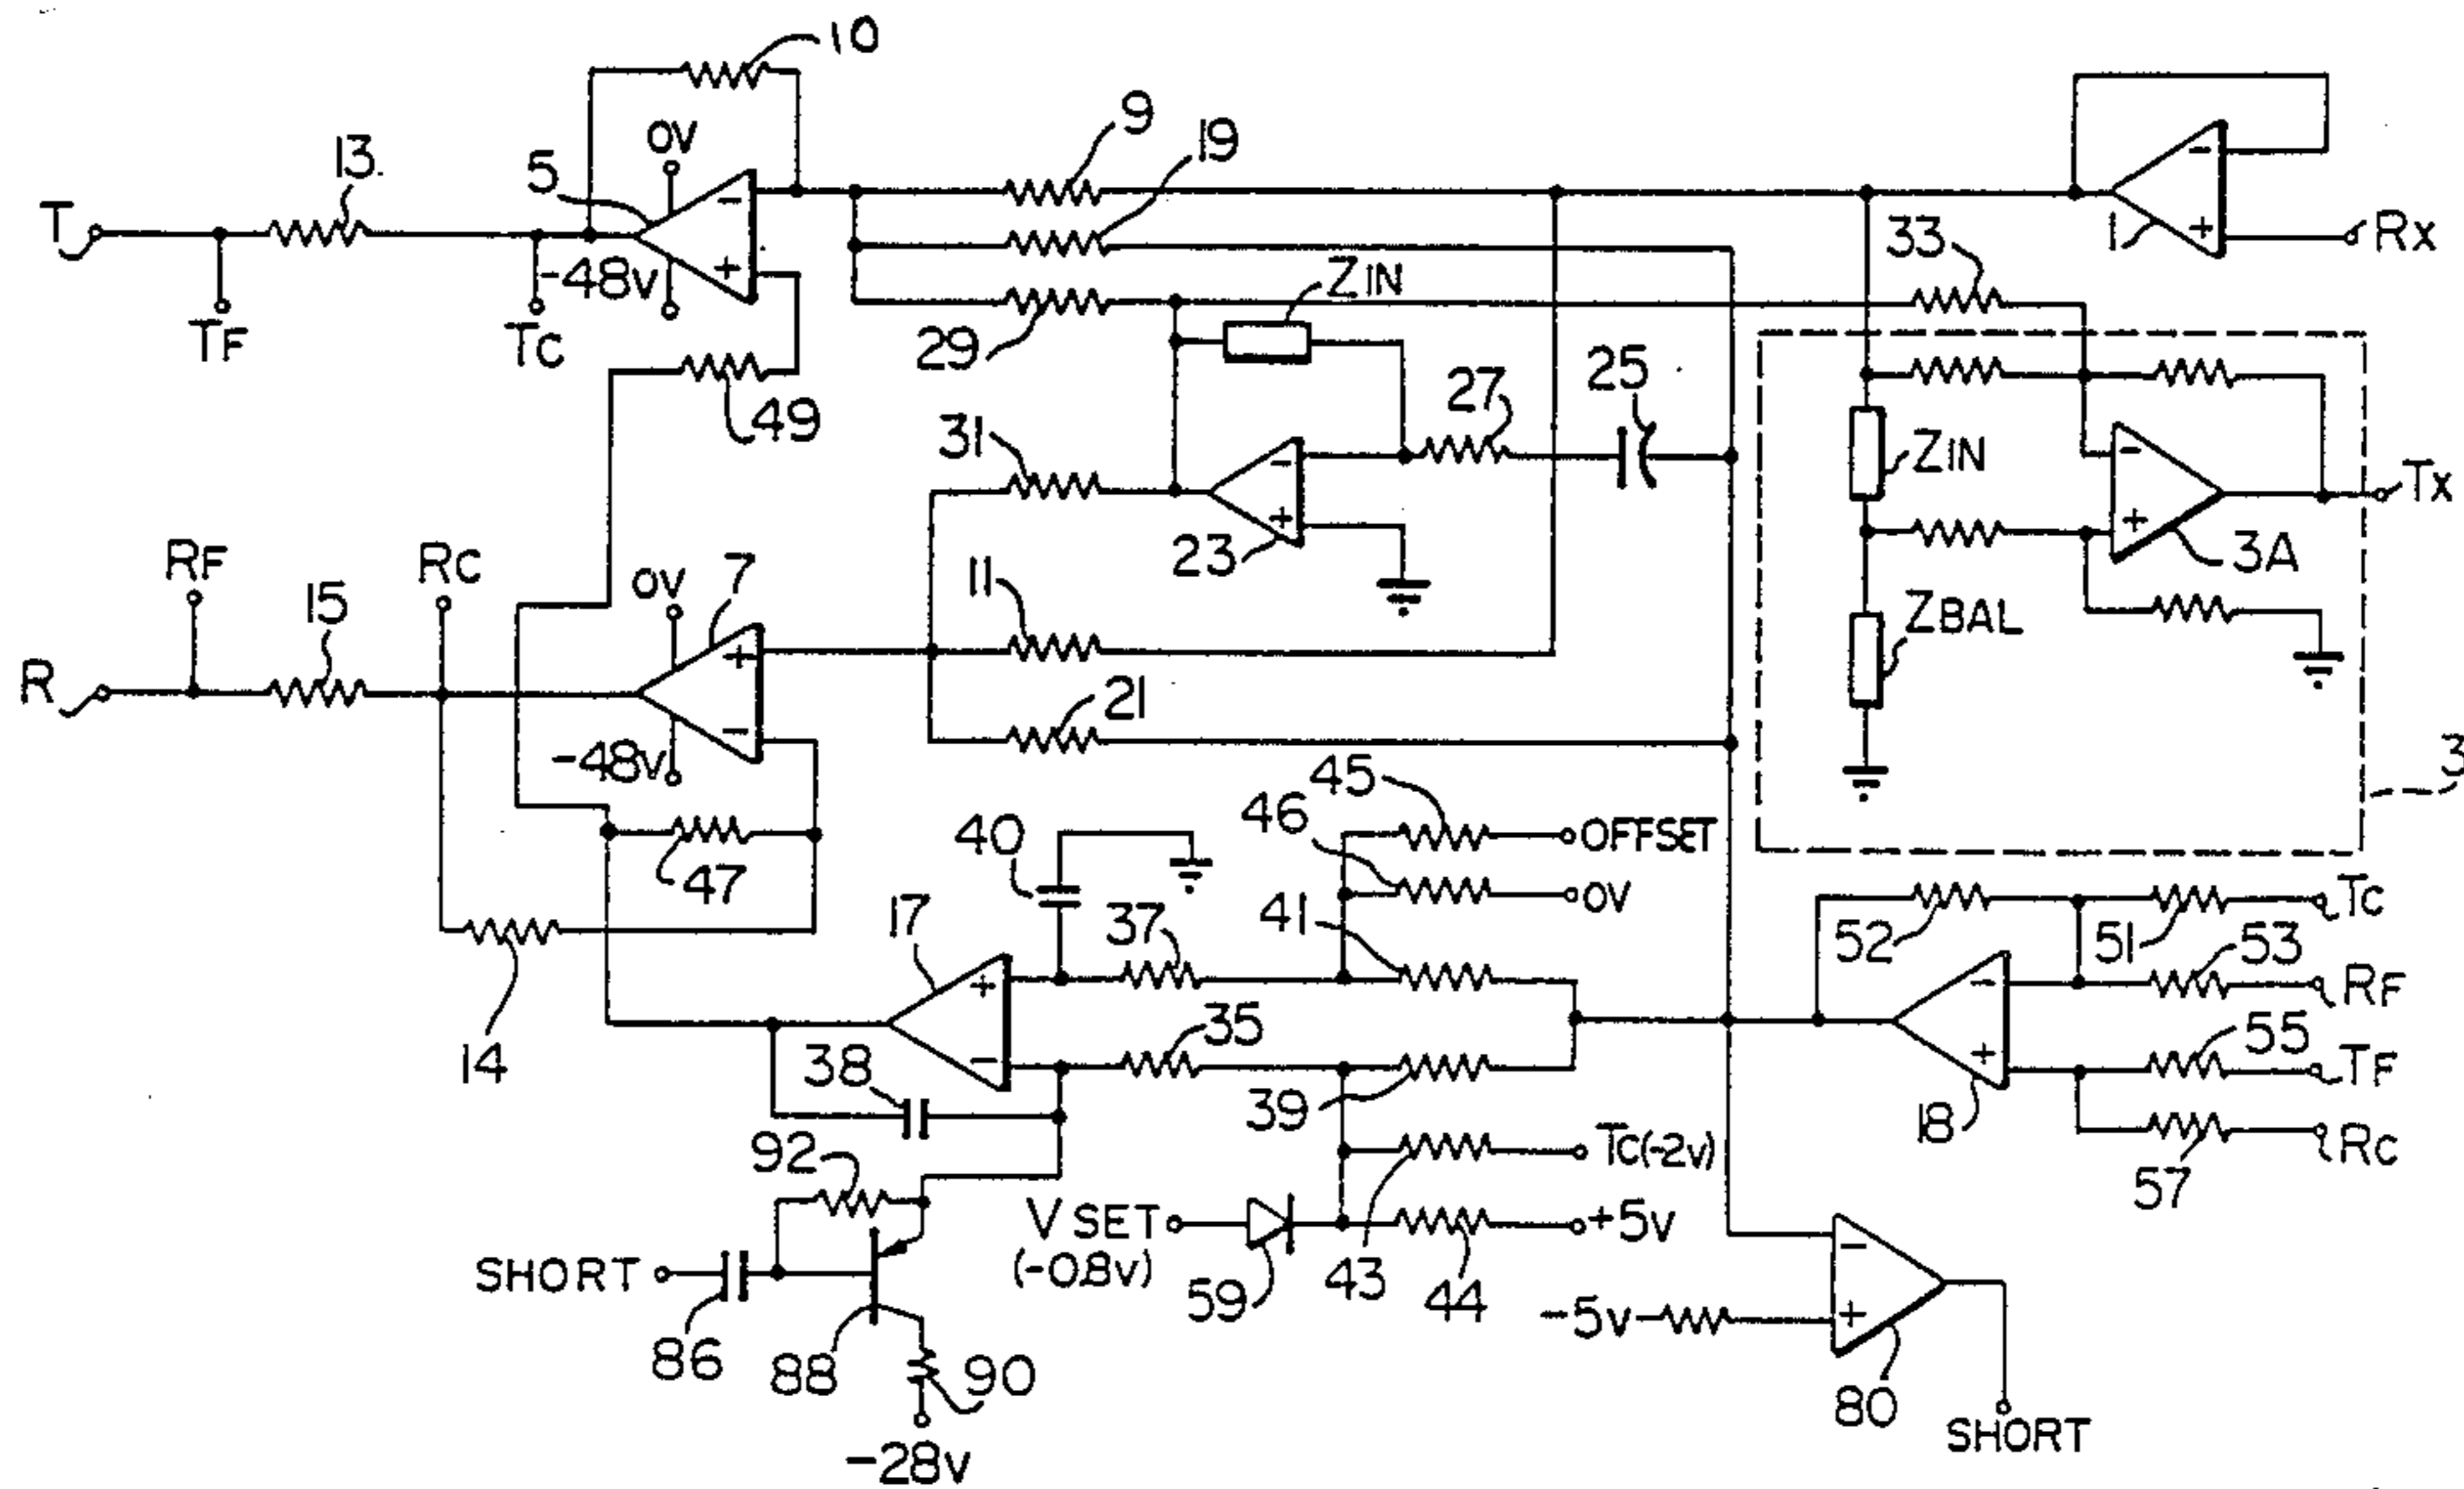 10
9
19
13
5
0V
-
+
-48V
T
TF
TC
29
ZIN
33
1
-
+
RX
49
31
27
25
23
-
+
ZIN
ZBAL
-
+
3A
TX
3
RF
15
RC
0V
7
+
-
-48V
R
11
21
47
14
40
17
+
-
37
35
38
45
46
41
OFFSET
0V
39
TC(-2V)
43
44
+5V
VSET
(-0.8V)
59
52
51
TC
53
RF
55
TF
57
RC
18
-
+
92
SHORT
86
88
90
-28V
-5V
-
+
80
SHORT